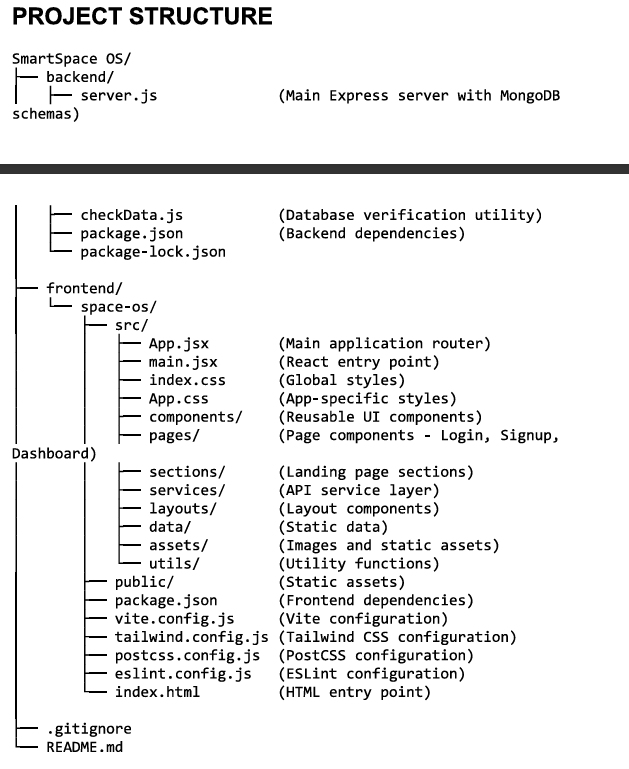 PROJECT STRUCTURE
SmartSpace OS/
├── backend/
│   ├── server.js              (Main Express server with MongoDB
schemas)
│   ├── checkData.js           (Database verification utility)
│   ├── package.json           (Backend dependencies)
│   └── package-lock.json
│
├── frontend/
│   └── space-os/
│       ├── src/
│       │   ├── App.jsx        (Main application router)
│       │   ├── main.jsx       (React entry point)
│       │   ├── index.css      (Global styles)
│       │   ├── App.css        (App-specific styles)
│       │   ├── components/    (Reusable UI components)
│       │   ├── pages/         (Page components - Login, Signup,
Dashboard)
│       │   ├── sections/      (Landing page sections)
│       │   ├── services/      (API service layer)
│       │   ├── layouts/       (Layout components)
│       │   ├── data/          (Static data)
│       │   ├── assets/        (Images and static assets)
│       │   └── utils/         (Utility functions)
│       ├── public/            (Static assets)
│       ├── package.json       (Frontend dependencies)
│       ├── vite.config.js     (Vite configuration)
│       ├── tailwind.config.js (Tailwind CSS configuration)
│       ├── postcss.config.js  (PostCSS configuration)
│       ├── eslint.config.js   (ESLint configuration)
│       └── index.html         (HTML entry point)
│
├── .gitignore
└── README.md